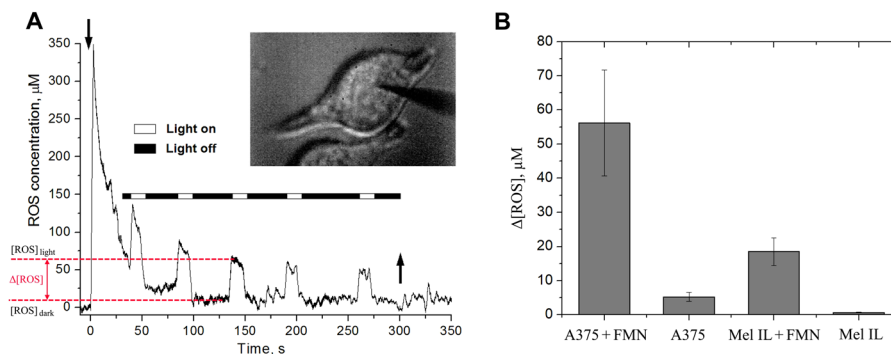 A
ROS concentration, µM
350
300
250
200
150
100
50
0
Light on
Light off
[ROS] light
Δ[ROS]
[ROS] dark
0 50 100 150 200 250 300 350
Time, s
B
Δ[ROS], µM
80
70
60
50
40
30
20
10
0
A375 + FMN A375 Mel IL + FMN Mel IL